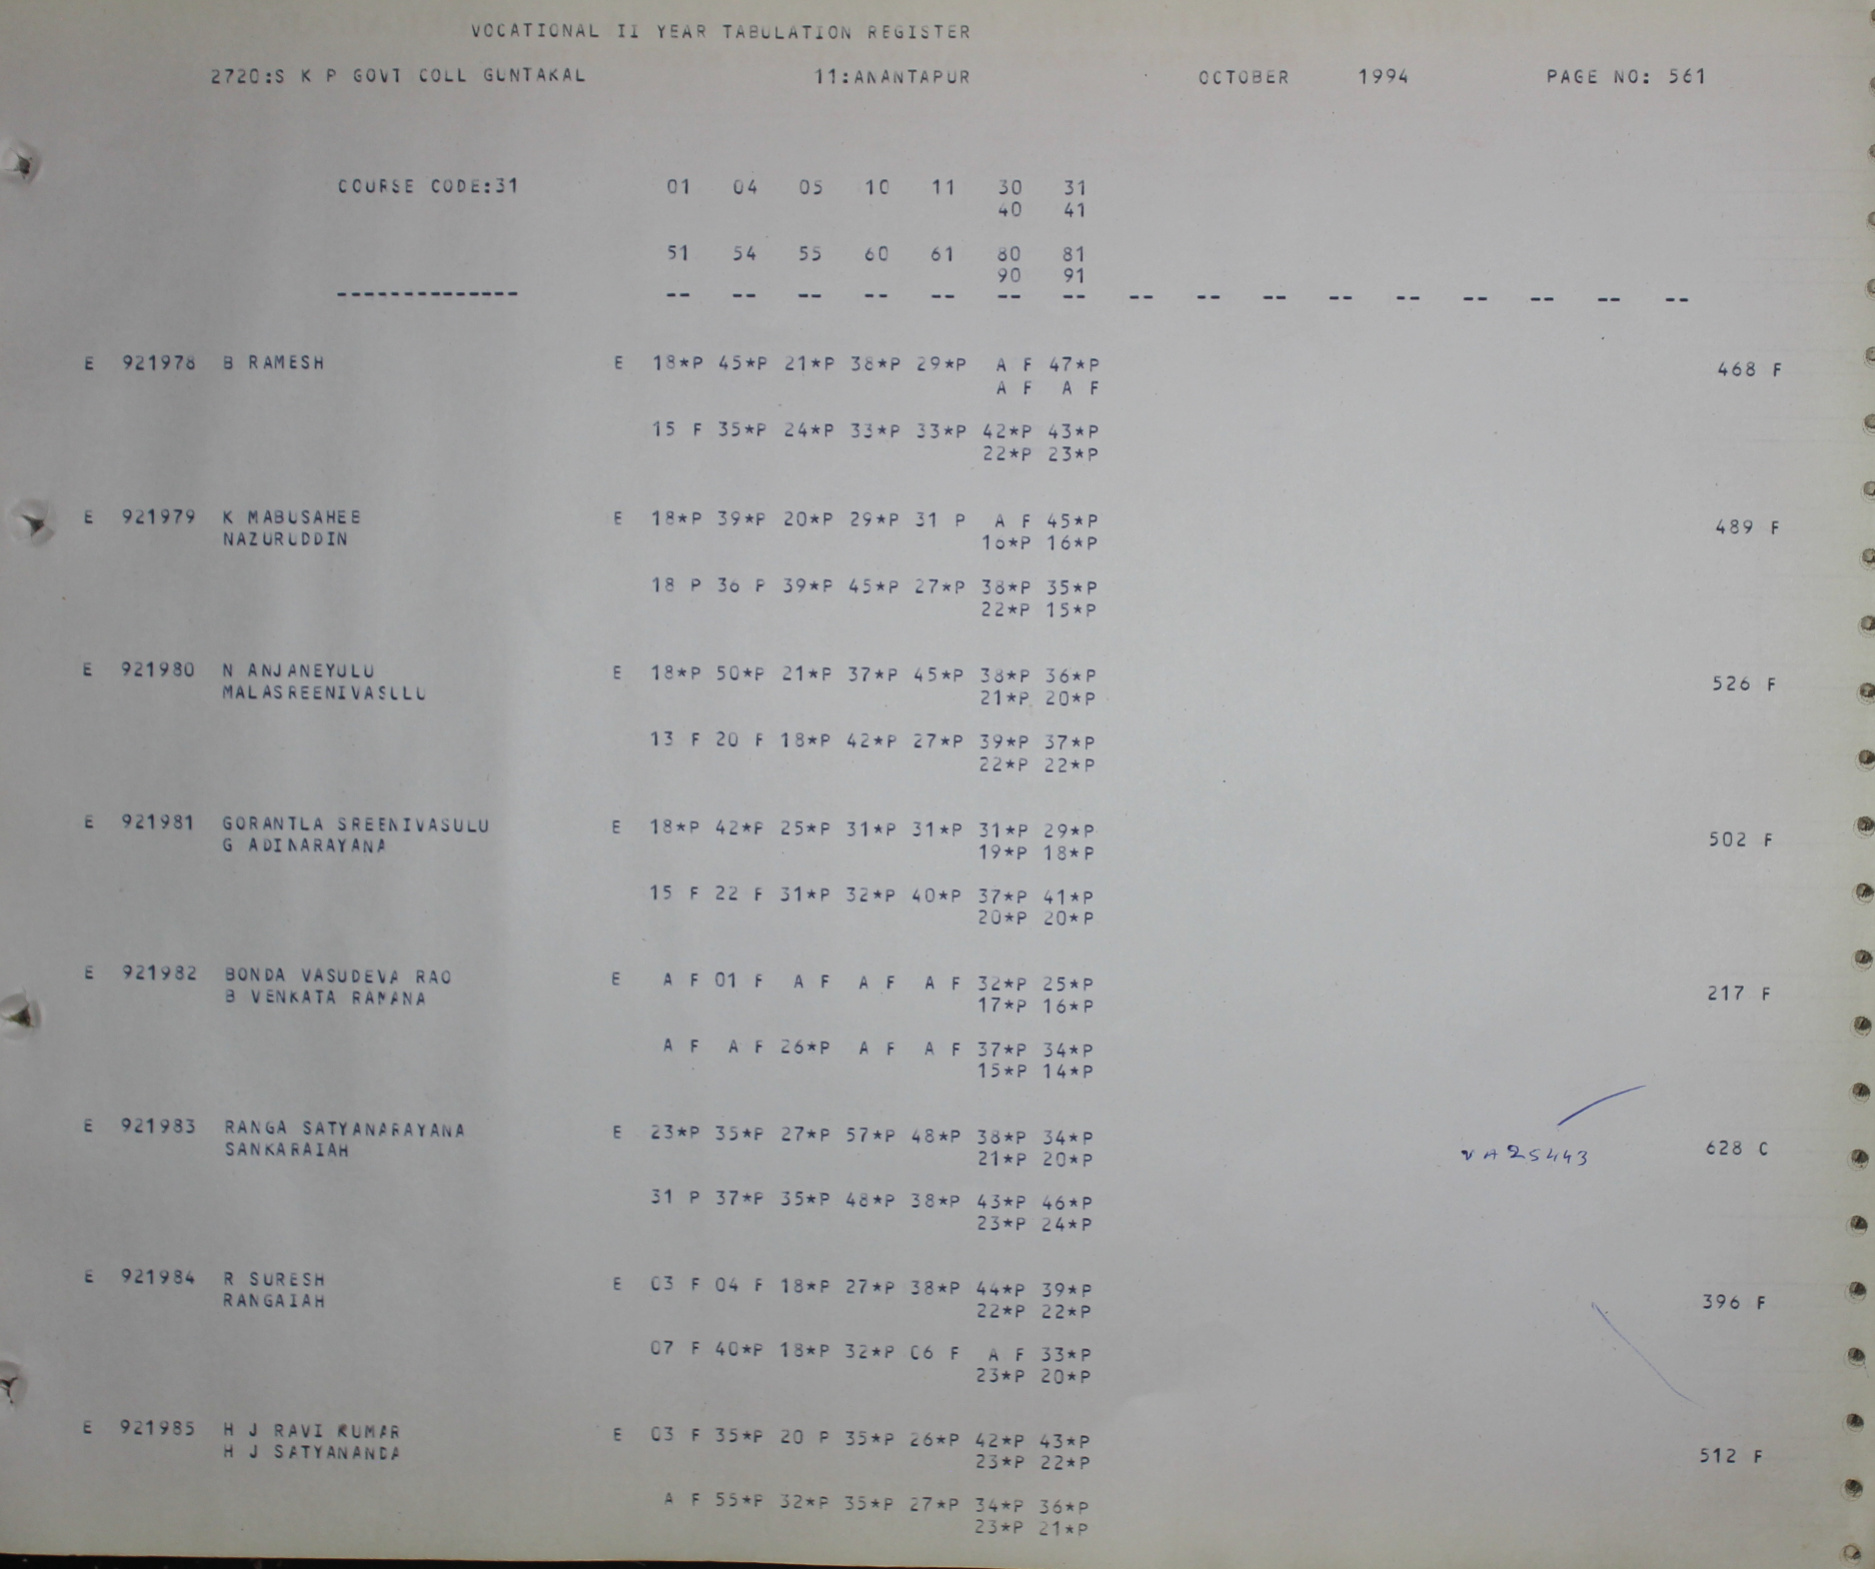 VOCATIONAL II YEAR TABULATION REGISTER
2720:S K P GOVT COLL GUNTAKAL 11:ANANTAPUR OCTOBER 1994 PAGE NO: 561
COURSE CODE:31 01 04 05 10 11 30 31
40 41
51 54 55 60 61 80 81
90 91
-------------- -- -- -- -- -- -- -- -- -- -- -- -- -- -- -- --
E 921978 B RAMESH E 18*P 45*P 21*P 38*P 29*P A F 47*P 468 F
A F A F
15 F 35*P 24*P 33*P 33*P 42*P 43*P
22*P 23*P
E 921979 K MABUSAHEB E 18*P 39*P 20*P 29*P 31 P A F 45*P 489 F
NAZURUDDIN 16*P 16*P
18 P 36 P 39*P 45*P 27*P 38*P 35*P
22*P 15*P
E 921980 N ANJANEYULU E 18*P 50*P 21*P 37*P 45*P 38*P 36*P 526 F
MALASREENIVASULU 21*P 20*P
13 F 20 F 18*P 42*P 27*P 39*P 37*P
22*P 22*P
E 921981 GORANTLA SREENIVASULU E 18*P 42*P 25*P 31*P 31*P 31*P 29*P 502 F
G ADINARAYANA 19*P 18*P
15 F 22 F 31*P 32*P 40*P 37*P 41*P
20*P 20*P
E 921982 BONDA VASUDEVA RAO E A F 01 F A F A F A F 32*P 25*P 217 F
B VENKATA RAMANA 17*P 16*P
A F A F 26*P A F A F 37*P 34*P
15*P 14*P
E 921983 RANGA SATYANARAYANA E 23*P 35*P 27*P 57*P 48*P 38*P 34*P VA25443 628 C
SANKARAIAH 21*P 20*P
31 P 37*P 35*P 48*P 38*P 43*P 46*P
23*P 24*P
E 921984 R SURESH E 03 F 04 F 18*P 27*P 38*P 44*P 39*P 396 F
RANGAIAH 22*P 22*P
07 F 40*P 18*P 32*P 06 F A F 33*P
23*P 20*P
E 921985 H J RAVI KUMAR E 03 F 35*P 20 P 35*P 26*P 42*P 43*P 512 F
H J SATYANANDA 23*P 22*P
A F 55*P 32*P 35*P 27*P 34*P 36*P
23*P 21*P